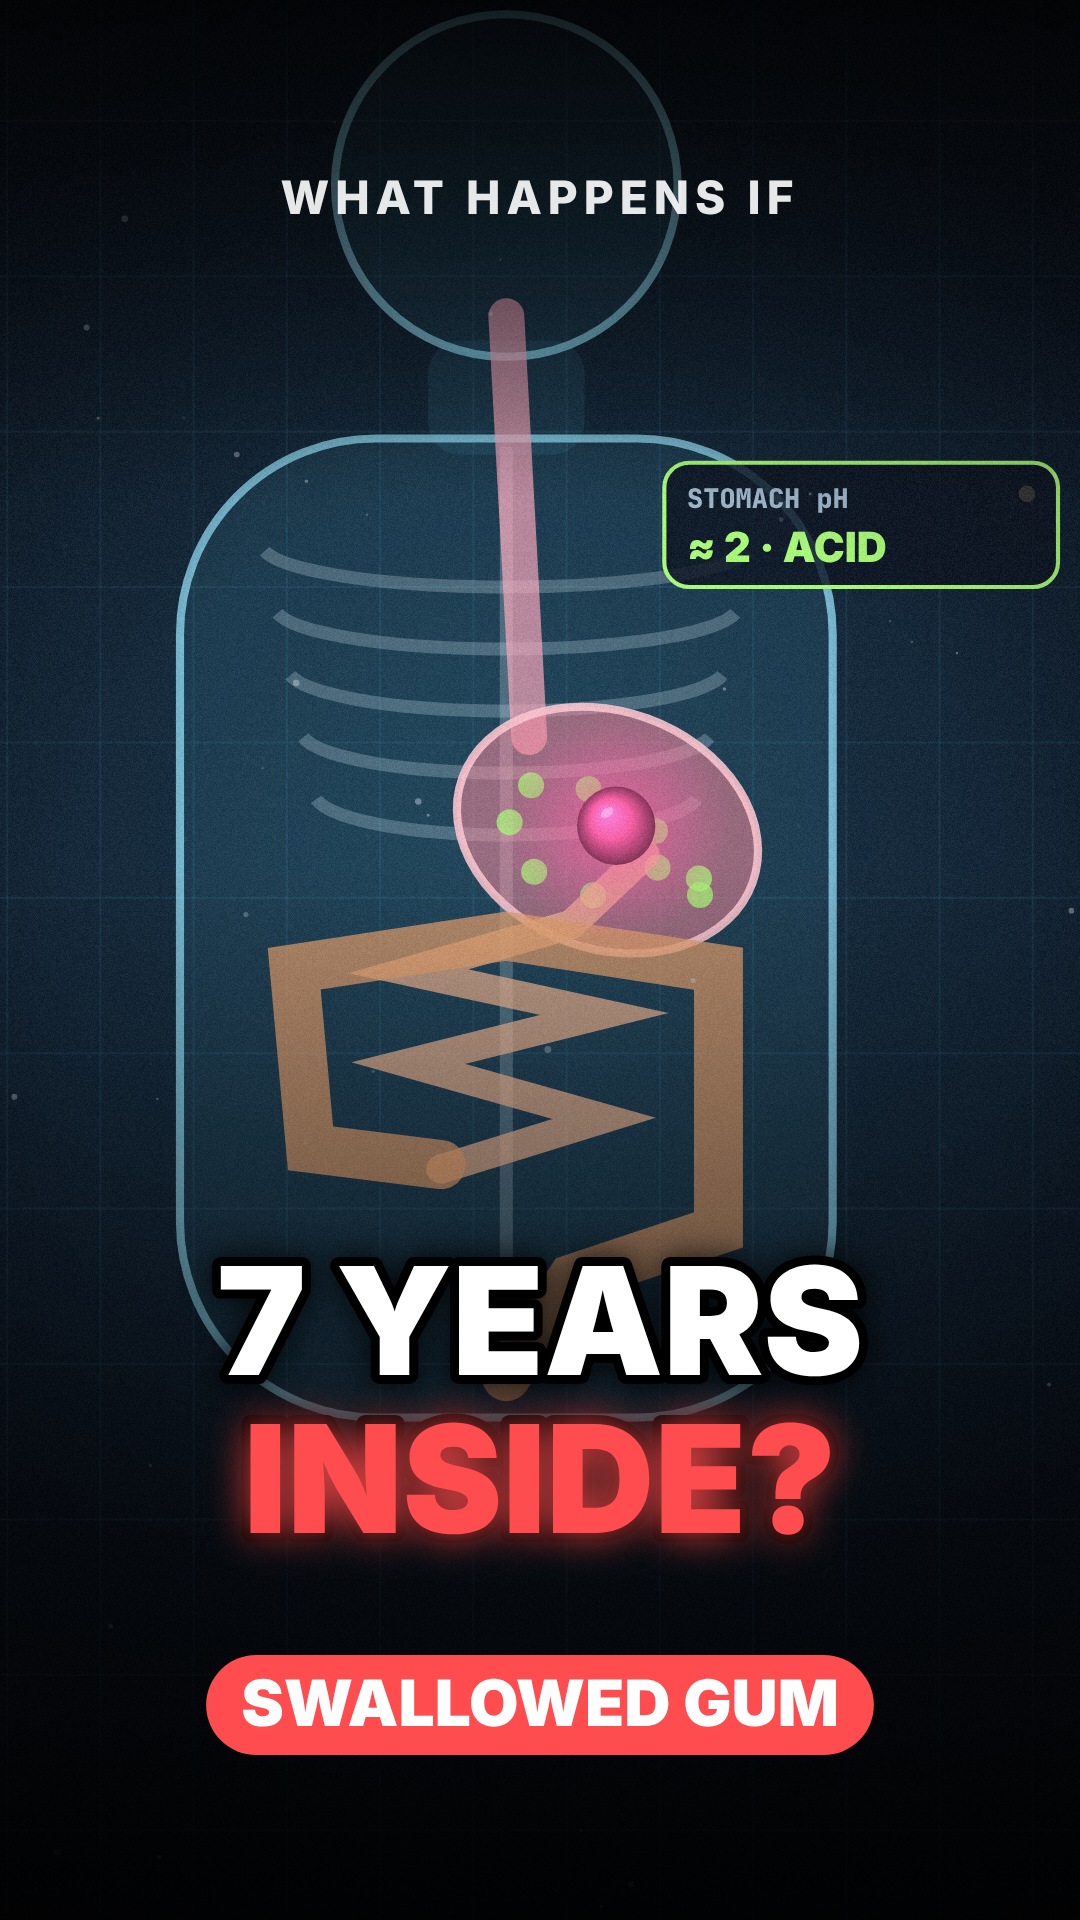 WHAT HAPPENS IF
STOMACH pH
≈ 2 · ACID
7 YEARS
INSIDE?
SWALLOWED GUM